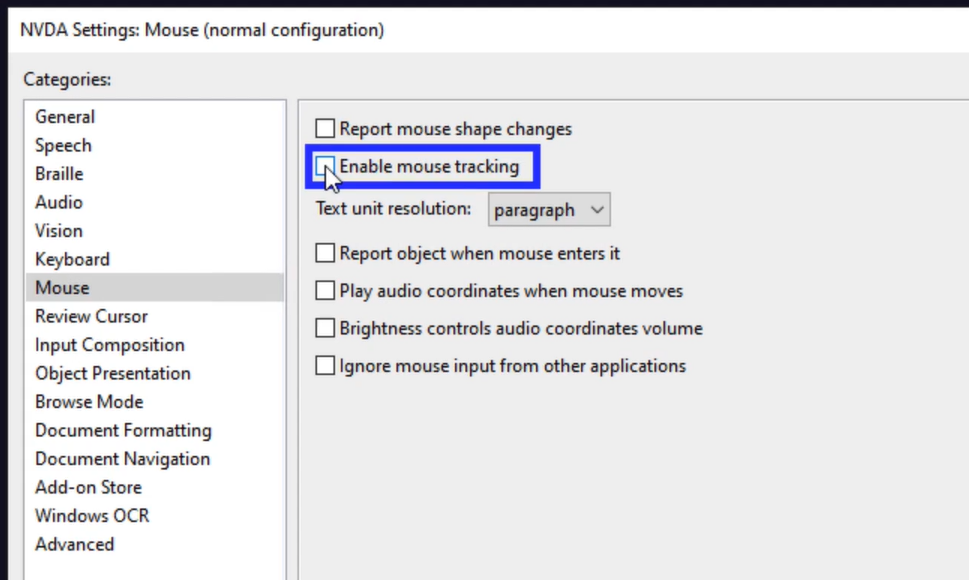 NVDA Settings: Mouse (normal configuration)
Categories:
General
Speech
Braille
Audio
Vision
Keyboard
Mouse
Review Cursor
Input Composition
Object Presentation
Browse Mode
Document Formatting
Document Navigation
Add-on Store
Windows OCR
Advanced
Report mouse shape changes
Enable mouse tracking
Text unit resolution: paragraph
Report object when mouse enters it
Play audio coordinates when mouse moves
Brightness controls audio coordinates volume
Ignore mouse input from other applications